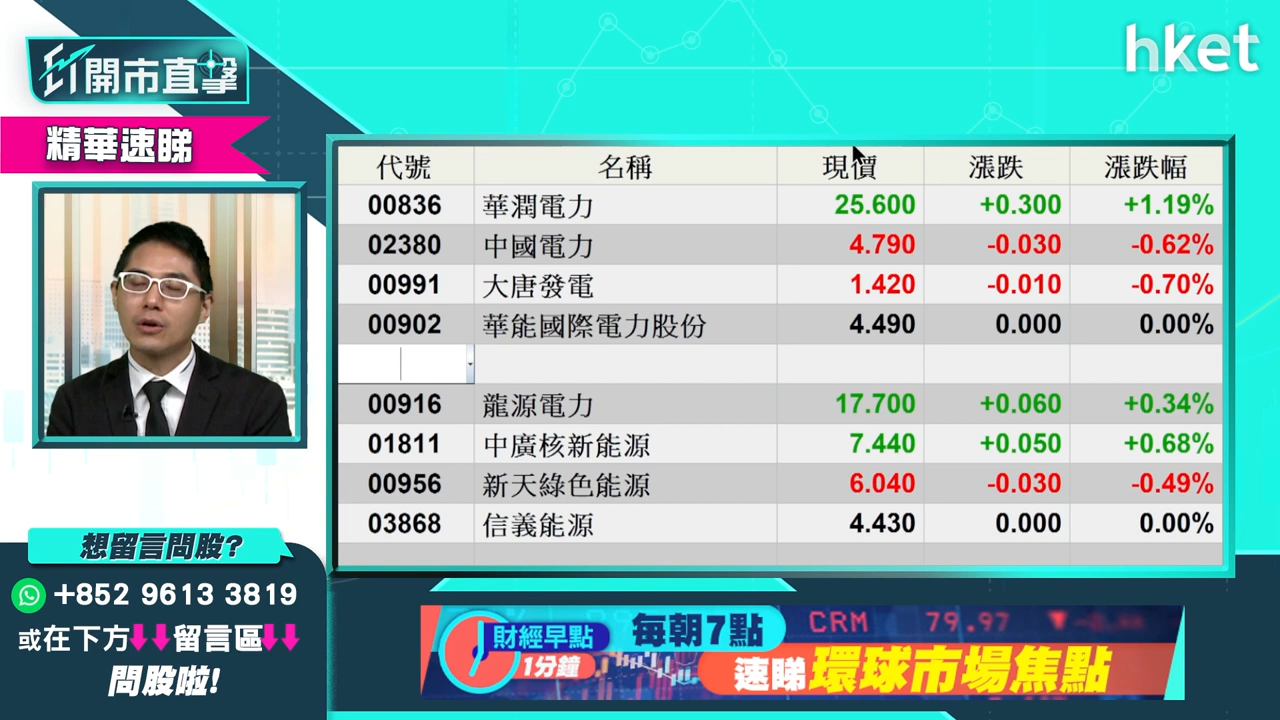 hket
ET開市直擊
精華速睇
代號 名稱 現價 漲跌 漲跌幅
00836 華潤電力 25.600 +0.300 +1.19%
02380 中國電力 4.790 -0.030 -0.62%
00991 大唐發電 1.420 -0.010 -0.70%
00902 華能國際電力股份 4.490 0.000 0.00%
00916 龍源電力 17.700 +0.060 +0.34%
01811 中廣核新能源 7.440 +0.050 +0.68%
00956 新天綠色能源 6.040 -0.030 -0.49%
03868 信義能源 4.430 0.000 0.00%
想留言問股?
+852 9613 3819
或在下方⬇⬇留言區⬇⬇
問股啦!
財經早點
1分鐘
每朝7點
CRM 79.97
速睇環球市場焦點